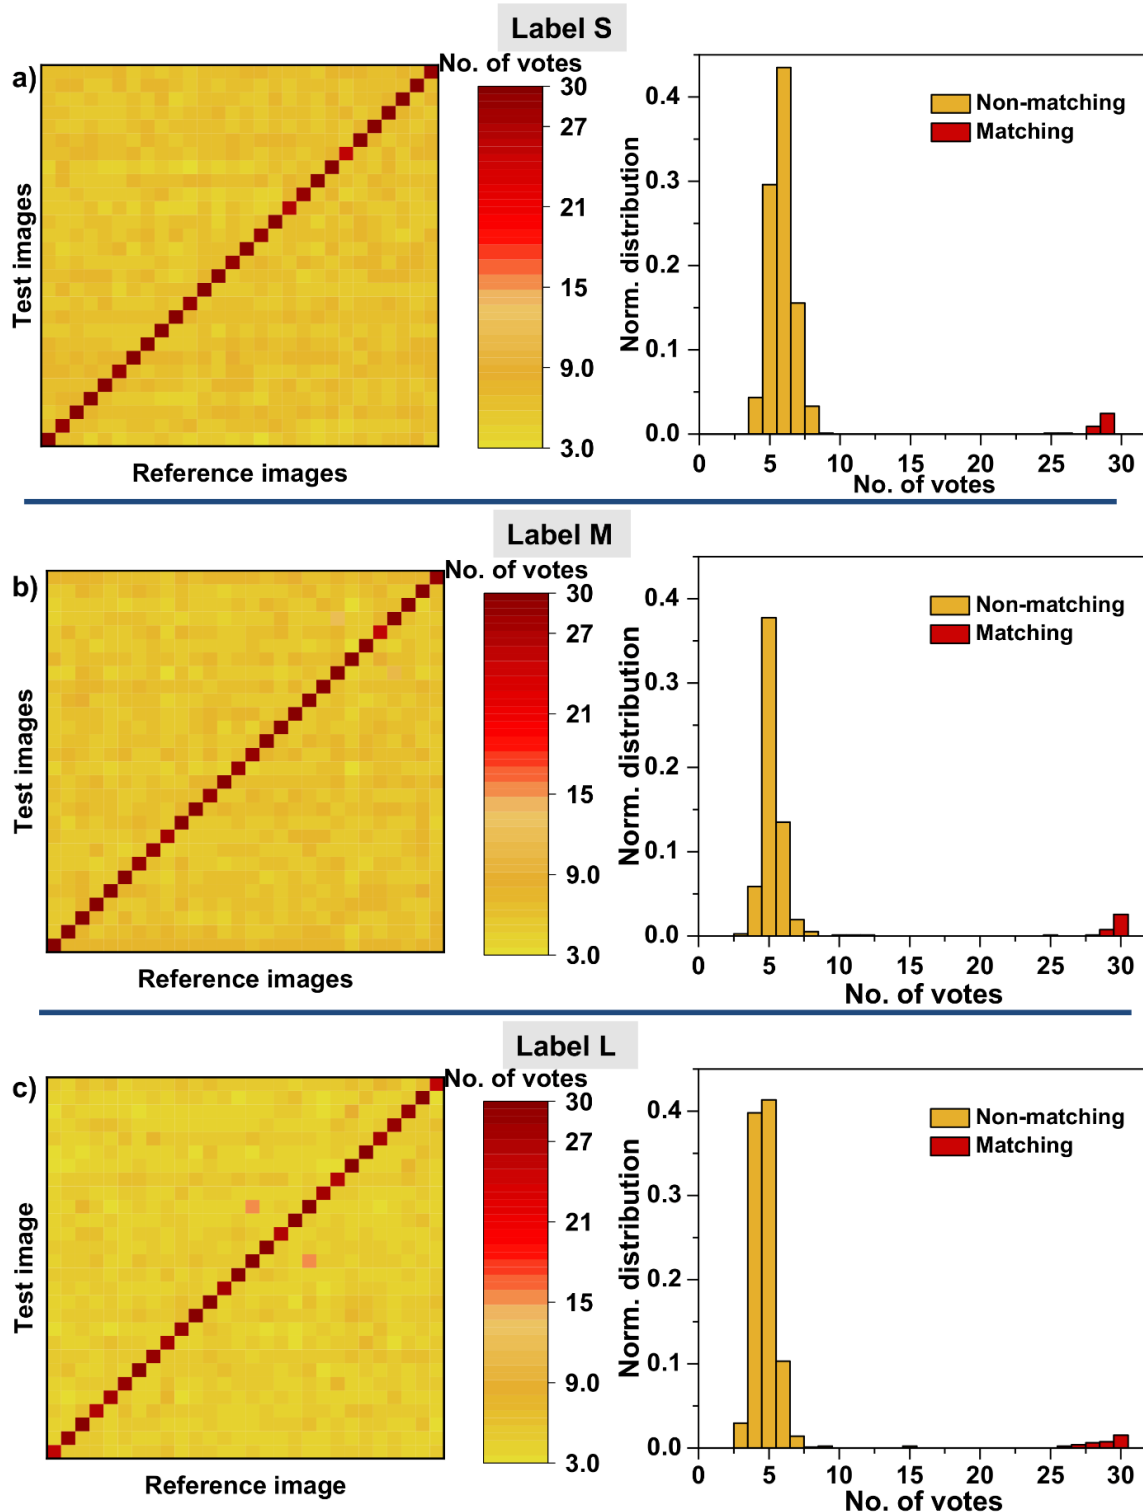 Label S
a)
No. of votes
30
27
21
15
9.0
3.0
Test images
Reference images
Norm. distribution
0.4
0.3
0.2
0.1
0.0
Non-matching
Matching
0 5 10 15 20 25 30
No. of votes
Label M
b)
No. of votes
30
27
21
15
9.0
3.0
Test images
Reference images
Norm. distribution
0.4
0.3
0.2
0.1
0.0
Non-matching
Matching
0 5 10 15 20 25 30
No. of votes
Label L
c)
No. of votes
30
27
21
15
9.0
3.0
Test image
Reference image
Norm. distribution
0.4
0.3
0.2
0.1
0.0
Non-matching
Matching
0 5 10 15 20 25 30
No. of votes